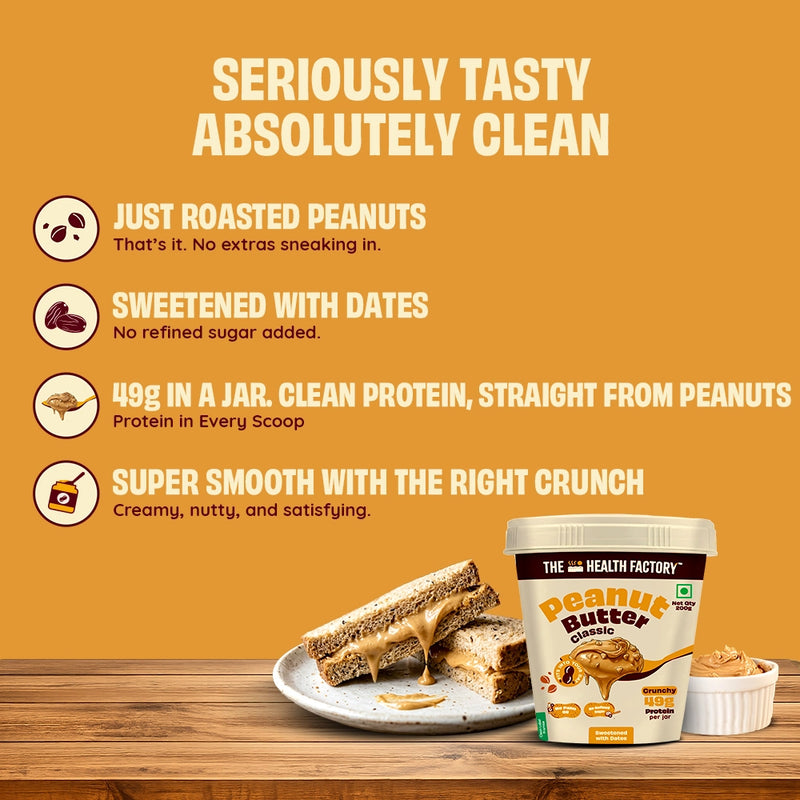 SERIOUSLY TASTY
ABSOLUTELY CLEAN
JUST ROASTED PEANUTS
That's it. No extras sneaking in.
SWEETENED WITH DATES
No refined sugar added.
49g IN A JAR. CLEAN PROTEIN, STRAIGHT FROM PEANUTS
Protein in Every Scoop
SUPER SMOOTH WITH THE RIGHT CRUNCH
Creamy, nutty, and satisfying.
THE HEALTH FACTORY™
Peanut
Butter
Classic
Net Qty
200g
Crunchy
49g
Protein
per jar
Sweetened
with Dates